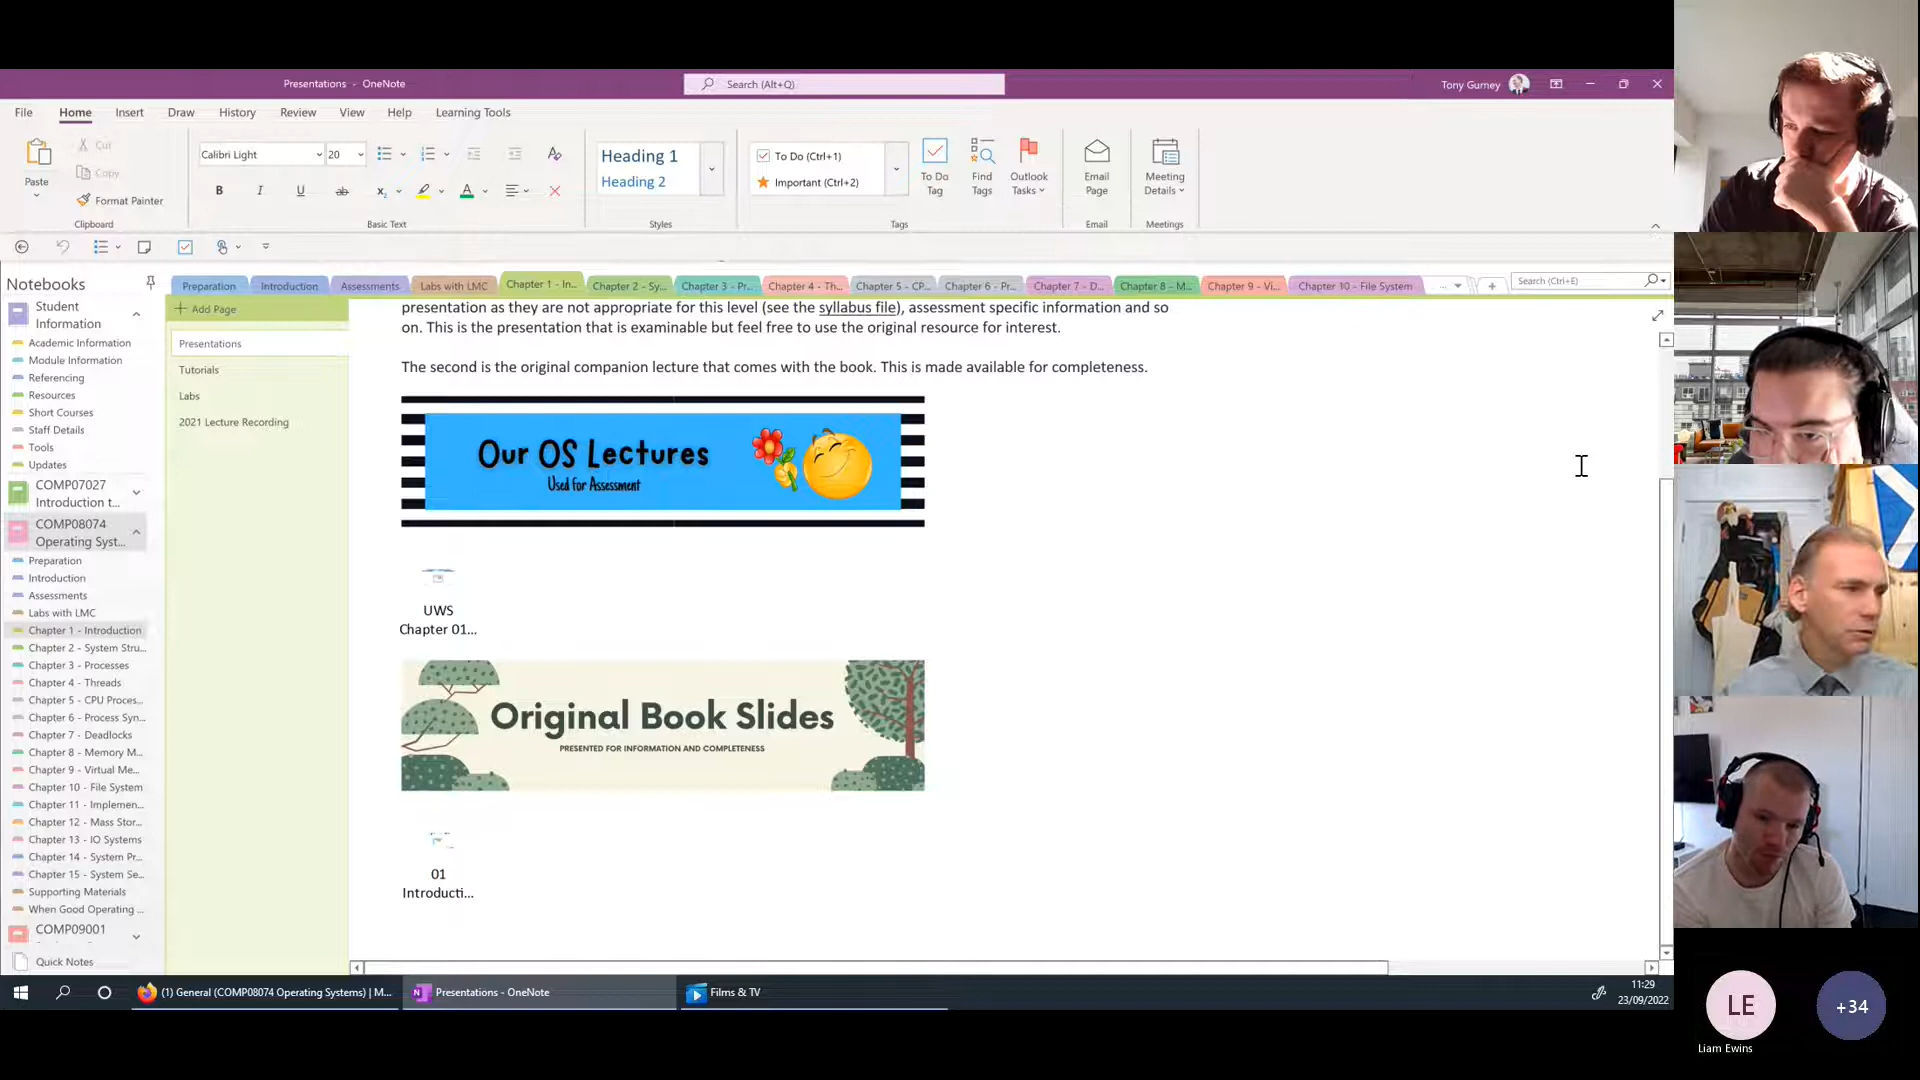 Presentations - OneNote
Search (Alt+Q)
Tony Gurney
File Home Insert Draw History Review View Help Learning Tools
Paste
Cut
Copy
Format Painter
Clipboard
Calibri Light 20
B I U ab
Basic Text
Heading 1
Heading 2
Styles
To Do (Ctrl+1)
Important (Ctrl+2)
Tags
To Do Tag
Find Tags
Outlook Tasks
Email Page
Email
Meeting Details
Meetings
Notebooks
Preparation Introduction Assessments Labs with LMC Chapter 1 - In... Chapter 2 - Sy... Chapter 3 - Pr... Chapter 4 - Th... Chapter 5 - CP... Chapter 6 - Pr... Chapter 7 - D... Chapter 8 - M... Chapter 9 - Vi... Chapter 10 - File System ...
Search (Ctrl+E)
Student Information
Academic Information
Module Information
Referencing
Resources
Short Courses
Staff Details
Tools
Updates
COMP07027
Introduction t...
COMP08074
Operating Syst...
Preparation
Introduction
Assessments
Labs with LMC
Chapter 1 - Introduction
Chapter 2 - System Stru...
Chapter 3 - Processes
Chapter 4 - Threads
Chapter 5 - CPU Proces...
Chapter 6 - Process Syn...
Chapter 7 - Deadlocks
Chapter 8 - Memory M...
Chapter 9 - Virtual Me...
Chapter 10 - File System
Chapter 11 - Implemen...
Chapter 12 - Mass Stor...
Chapter 13 - IO Systems
Chapter 14 - System Pr...
Chapter 15 - System Se...
Supporting Materials
When Good Operating ...
COMP09001
Quick Notes
Add Page
Presentations
Tutorials
Labs
2021 Lecture Recording
presentation as they are not appropriate for this level (see the syllabus file), assessment specific information and so
on. This is the presentation that is examinable but feel free to use the original resource for interest.
The second is the original companion lecture that comes with the book. This is made available for completeness.
Our OS Lectures
Used for Assessment
UWS
Chapter 01...
Original Book Slides
PRESENTED FOR INFORMATION AND COMPLETENESS
01
Introducti...
(1) General (COMP08074 Operating Systems) | M...
Presentations - OneNote
Films & TV
11:29
23/09/2022
LE
+34
Liam Ewins